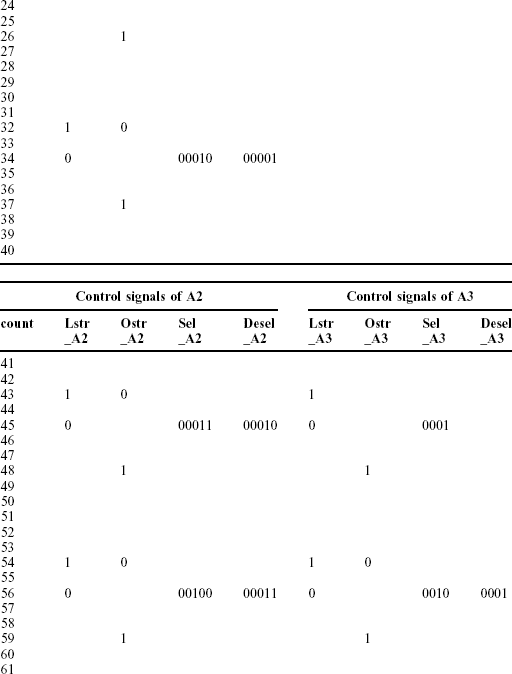 24
25
26 1
27
28
29
30
31
32 1 0
33
34 0 00010 00001
35
36
37 1
38
39
40
Control signals of A2 Control signals of A3
count Lstr Ostr Sel Desel Lstr Ostr Sel Desel
_A2 _A2 _A2 _A2 _A3 _A3 _A3 _A3
41
42
43 1 0 1
44
45 0 00011 00010 0 0001
46
47
48 1 1
49
50
51
52
53
54 1 0 1 0
55
56 0 00100 00011 0 0010 0001
57
58
59 1 1
60
61